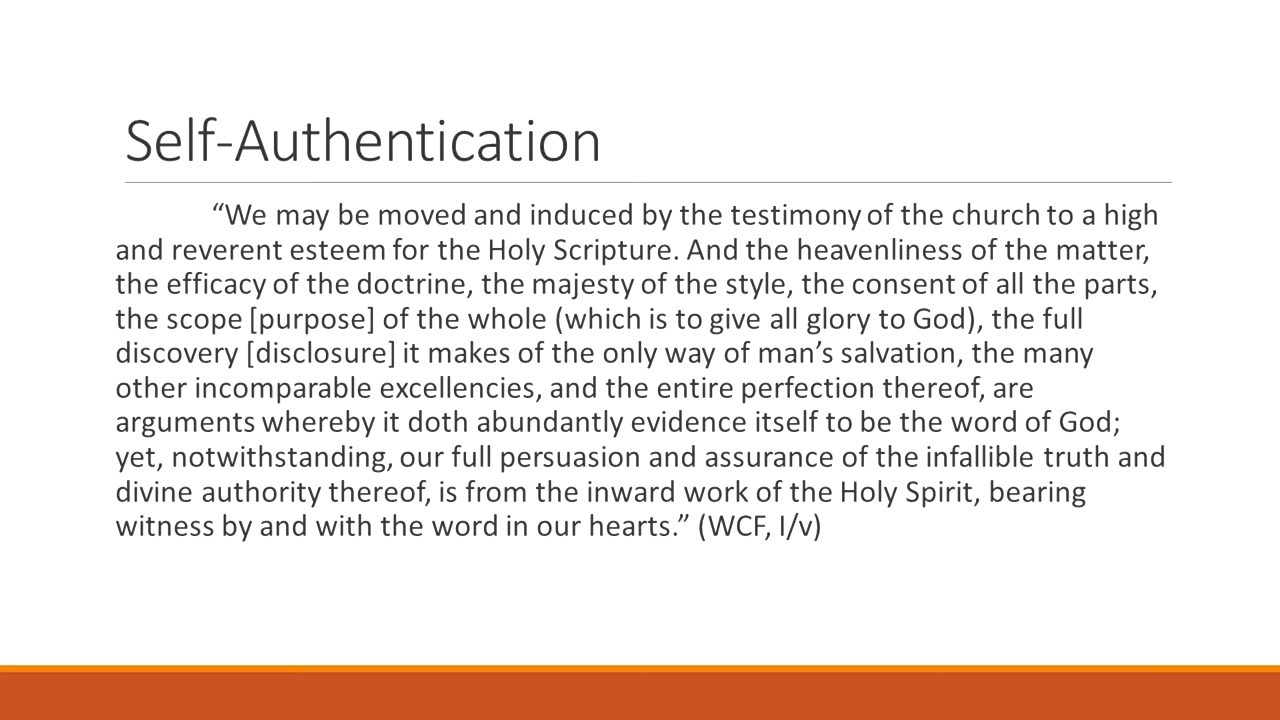 Self-Authentication
“We may be moved and induced by the testimony of the church to a high
and reverent esteem for the Holy Scripture. And the heavenliness of the matter,
the efficacy of the doctrine, the majesty of the style, the consent of all the parts,
the scope [purpose] of the whole (which is to give all glory to God), the full
discovery [disclosure] it makes of the only way of man’s salvation, the many
other incomparable excellencies, and the entire perfection thereof, are
arguments whereby it doth abundantly evidence itself to be the word of God;
yet, notwithstanding, our full persuasion and assurance of the infallible truth and
divine authority thereof, is from the inward work of the Holy Spirit, bearing
witness by and with the word in our hearts.” (WCF, I/v)